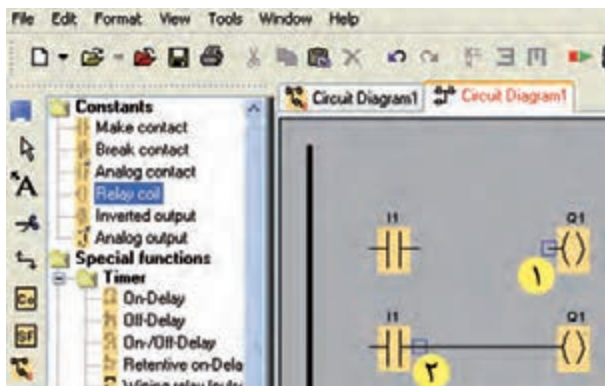 File Edit Format View Tools Window Help
Circuit Diagram1 Circuit Diagram1
Constants
Make contact
Break contact
Analog contact
Relay coil
Inverted output
Analog output
Special functions
Timer
On-Delay
Off-Delay
On-/Off-Delay
Retentive on-Dela
Co
SF
A
I1 Q1
۱
I1 Q1
۲